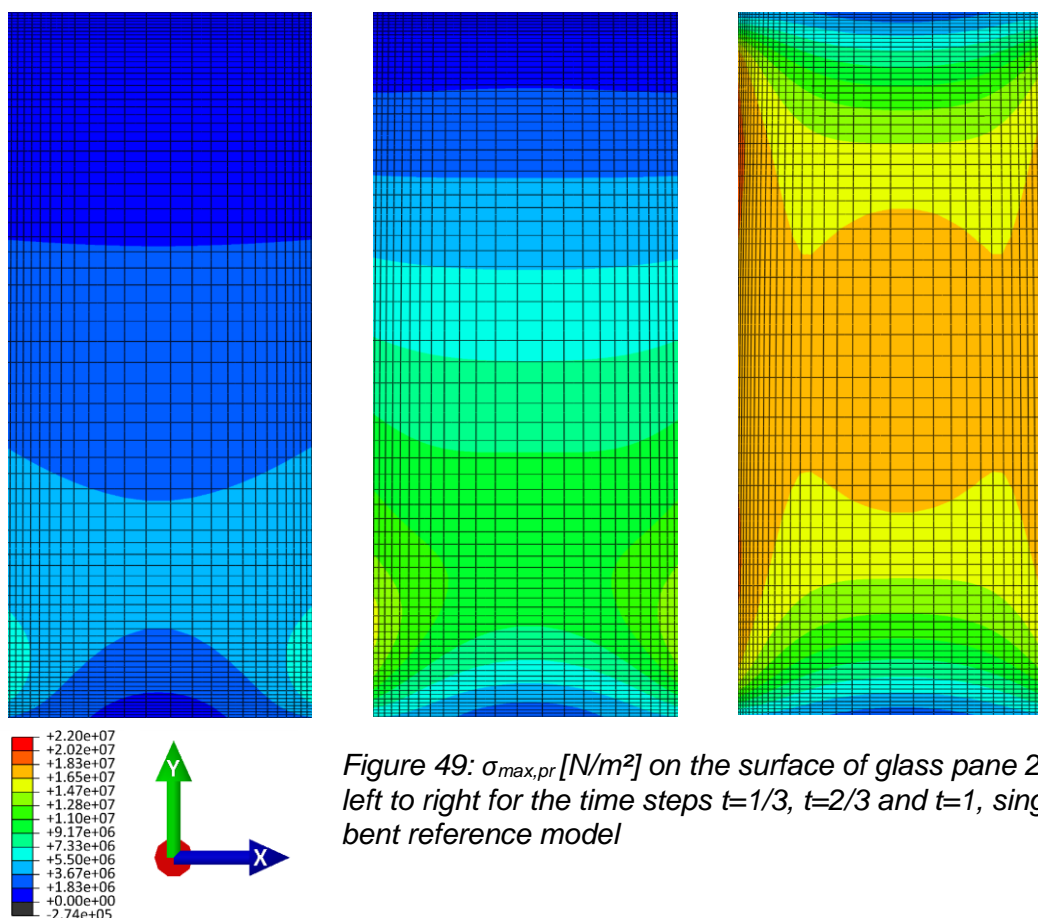 +2.20e+07
+2.02e+07
+1.83e+07
+1.65e+07
+1.47e+07
+1.28e+07
+1.10e+07
+9.17e+06
+7.33e+06
+5.50e+06
+3.67e+06
+1.83e+06
+0.00e+00
-2.74e+05
Y
X
Figure 49: σmax,pr [N/m²] on the surface of glass pane 2
left to right for the time steps t=1/3, t=2/3 and t=1, sing
bent reference model